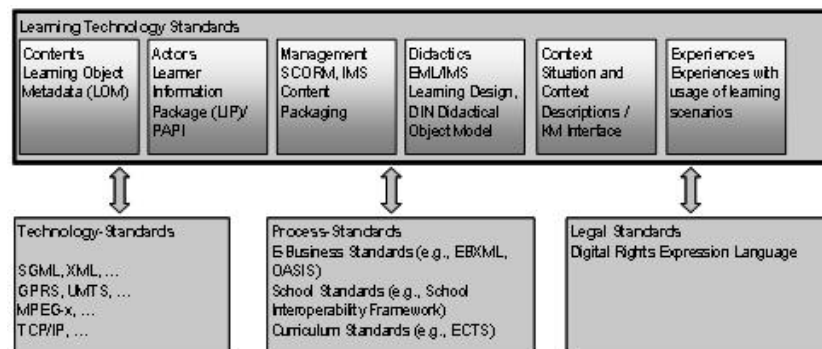 Learning Technology Standards
Contents
Learning Object
Metadata (LOM)
Actors
Learner
Information
Package (LIP)/
PAPI
Management
SCORM, IMS
Content
Packaging
Didactics
EML/IMS
Learning Design,
DIN Didactical
Object Model
Context
Situation and
Context
Descriptions /
KM Interface
Experiences
Experiences with
usage of learning
scenarios
Technology-Standards
SGML, XML, ...
GPRS, UMTS, ...
MPEG-x, ...
TCP/IP, ...
Process-Standards
E-Business Standards (e.g., EBXML,
OASIS)
School Standards (e.g., School
Interoperability Framework)
Curriculum Standards (e.g., ECTS)
Legal Standards
Digital Rights Expression Language